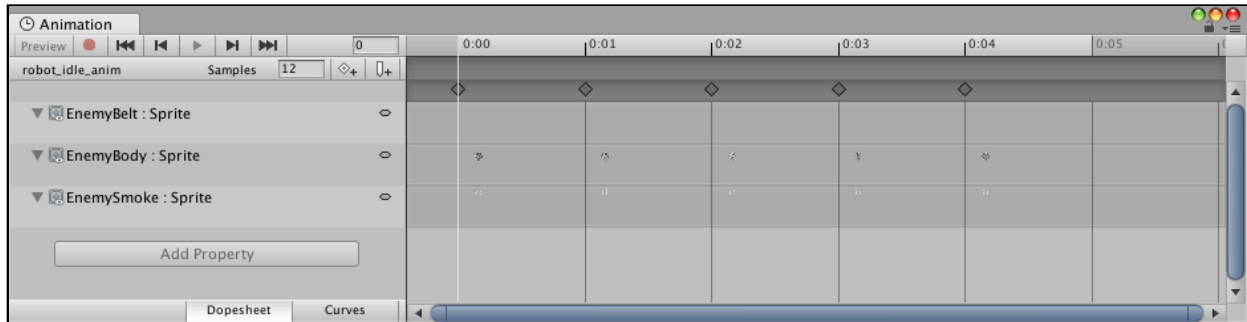 Animation
Preview 0 0:00 0:01 0:02 0:03 0:04 0:05
robot_idle_anim Samples 12
EnemyBelt : Sprite
EnemyBody : Sprite
EnemySmoke : Sprite
Add Property
Dopesheet Curves